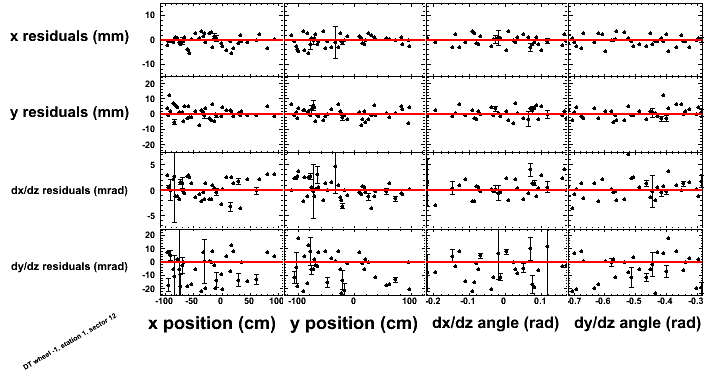 x residuals (mm)
10
0
-10
y residuals (mm)
20
10
0
-10
-20
dx/dz residuals (mrad)
5
0
-5
dy/dz residuals (mrad)
20
10
0
-10
-20
-100 -50 0 50 100
-100 0 100
-0.2 -0.1 0 0.1
-0.7 -0.6 -0.5 -0.4 -0.3
x position (cm)
y position (cm)
dx/dz angle (rad)
dy/dz angle (rad)
DT wheel -1, station 1, sector 12